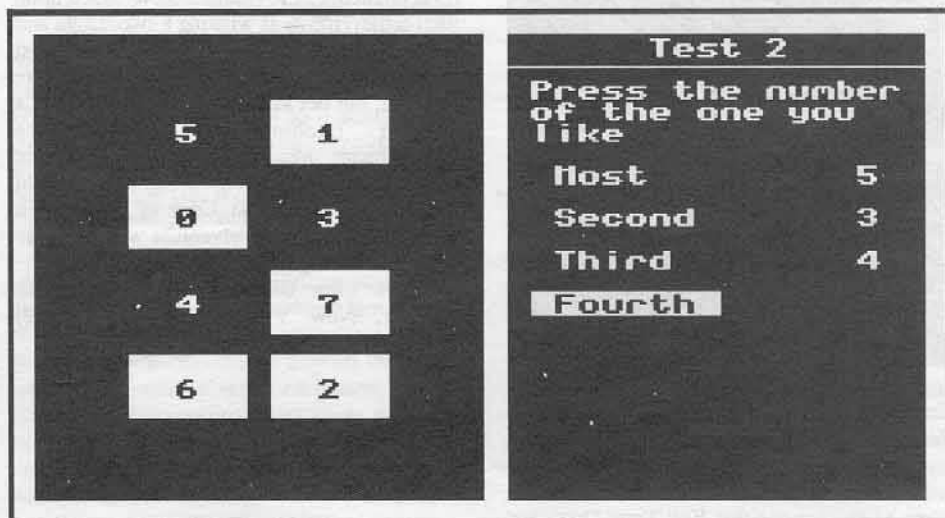 5 1
0 3
4 7
6 2
Test 2
Press the number
of the one you
like
Most 5
Second 3
Third 4
Fourth